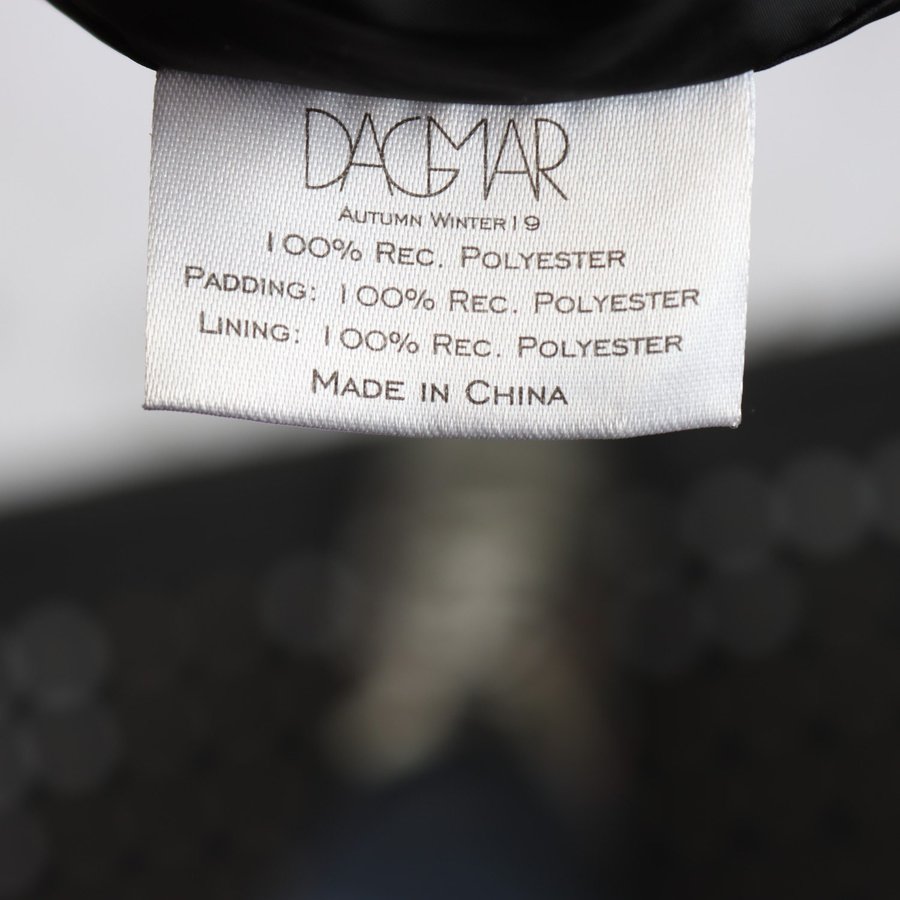 DAGMAR
AUTUMN WINTER 19
100% REC. POLYESTER
PADDING: 100% REC. POLYESTER
LINING: 100% REC. POLYESTER
MADE IN CHINA